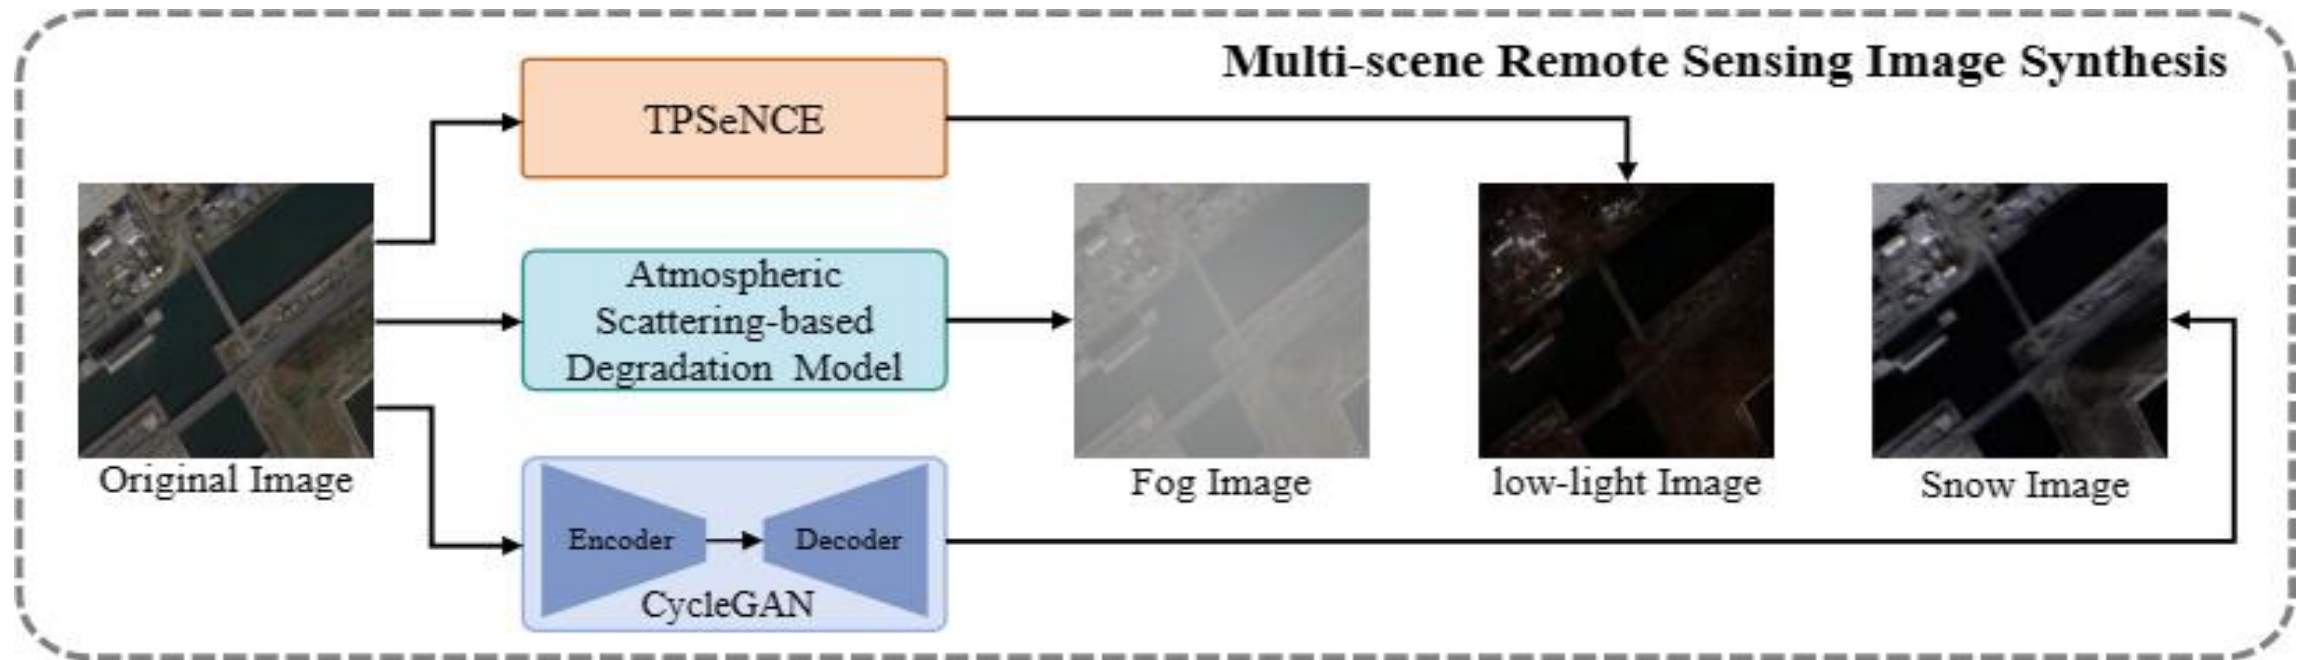 Multi-scene Remote Sensing Image Synthesis
TPSeNCE
Atmospheric
Scattering-based
Degradation Model
Encoder
Decoder
CycleGAN
Original Image
Fog Image
low-light Image
Snow Image